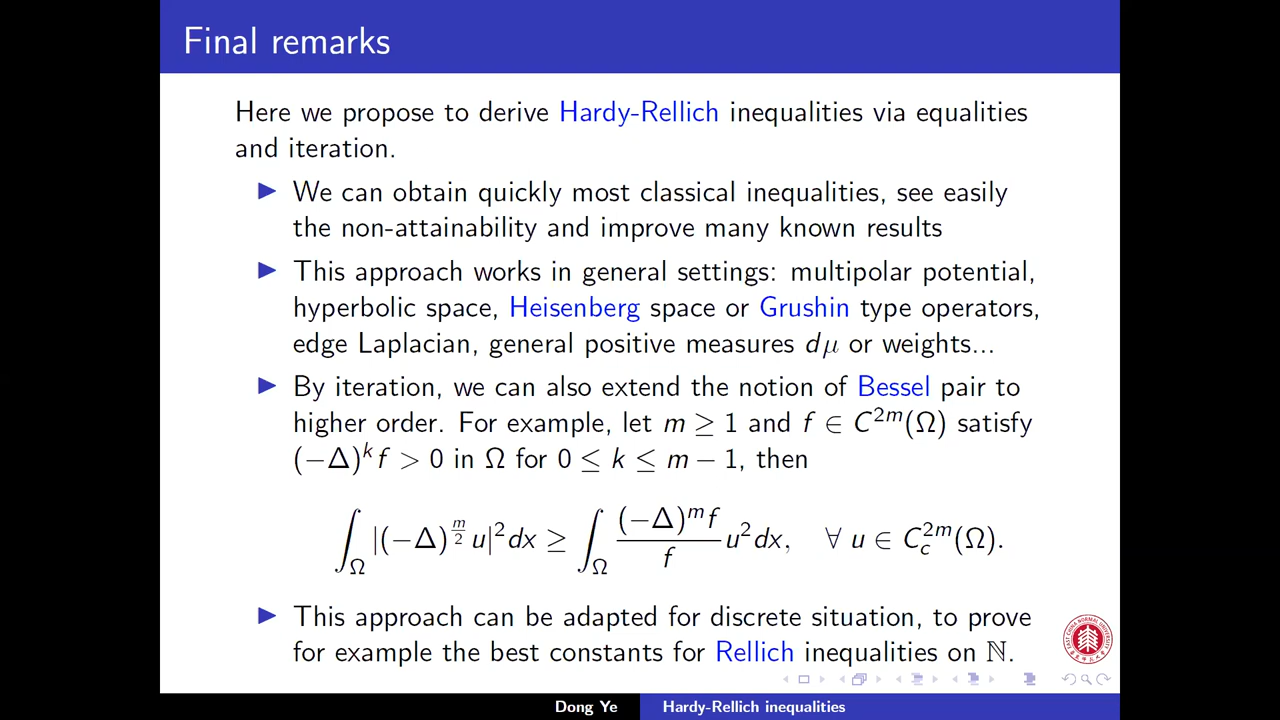 Final remarks
Here we propose to derive Hardy-Rellich inequalities via equalities
and iteration.
▶ We can obtain quickly most classical inequalities, see easily
the non-attainability and improve many known results
▶ This approach works in general settings: multipolar potential,
hyperbolic space, Heisenberg space or Grushin type operators,
edge Laplacian, general positive measures dμ or weights...
▶ By iteration, we can also extend the notion of Bessel pair to
higher order. For example, let m ≥ 1 and f ∈ C^{2m}(Ω) satisfy
(−Δ)^k f > 0 in Ω for 0 ≤ k ≤ m − 1, then
∫_Ω |(−Δ)^{m/2} u|² dx ≥ ∫_Ω \frac{(−Δ)^m f}{f} u² dx, ∀ u ∈ C_c^{2m}(Ω).
▶ This approach can be adapted for discrete situation, to prove
for example the best constants for Rellich inequalities on ℕ.
Dong Ye
Hardy-Rellich inequalities